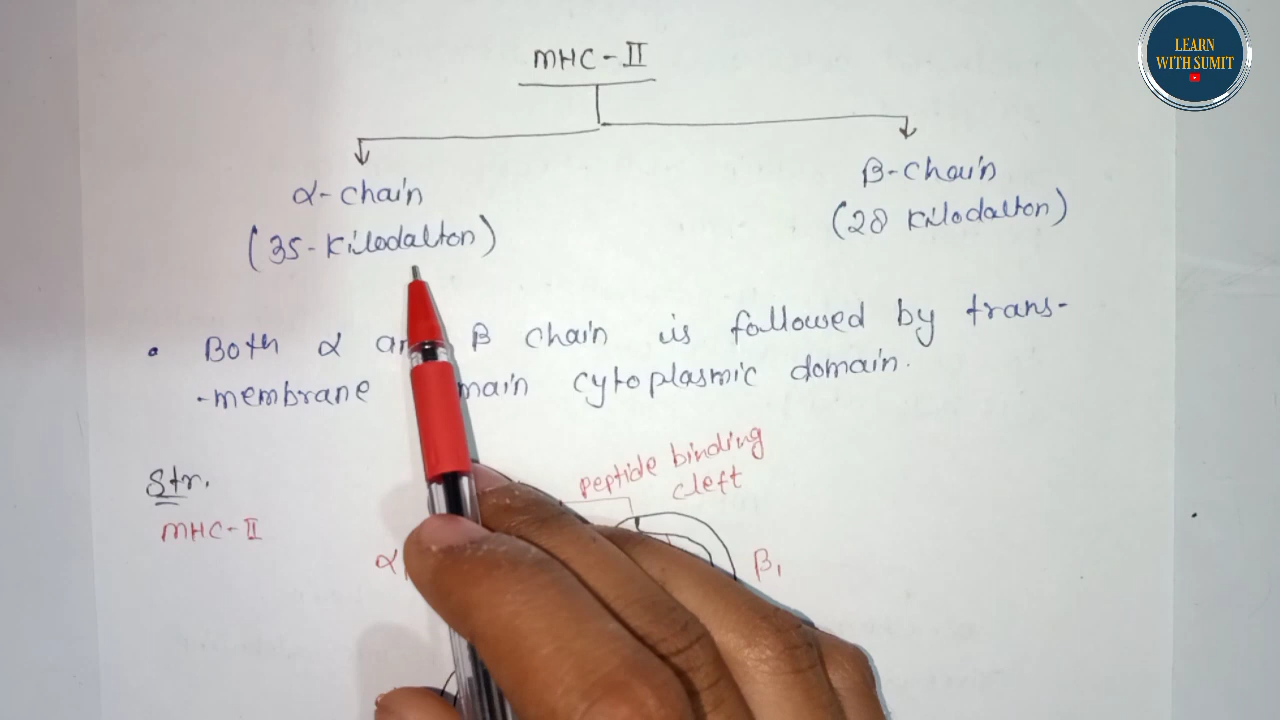 LEARN
WITH SUMIT
MHC-II
α-chain
(35-Kilodalton)
β-chain
(28 Kilodalton)
• Both α β chain is followed by trans-
-membrane cytoplasmic domain.
peptide binding
cleft
Str.
MHC-II
α
β₁